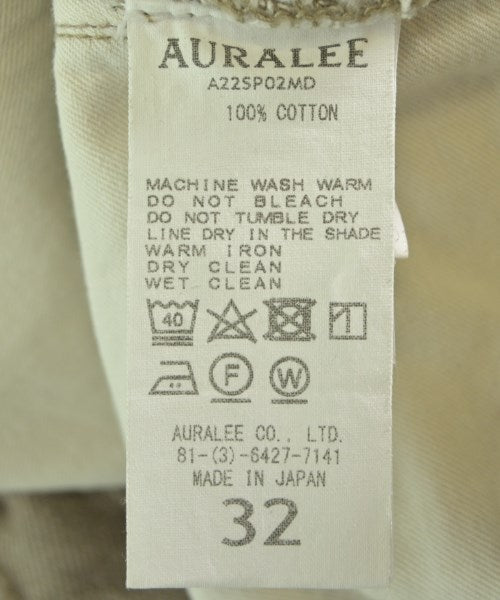 AURALEE
A22SP02MD
100% COTTON
MACHINE WASH WARM
DO NOT BLEACH
DO NOT TUMBLE DRY
LINE DRY IN THE SHADE
WARM IRON
DRY CLEAN
WET CLEAN
40
F W
AURALEE CO., LTD.
81-(3)-6427-7141
MADE IN JAPAN
32